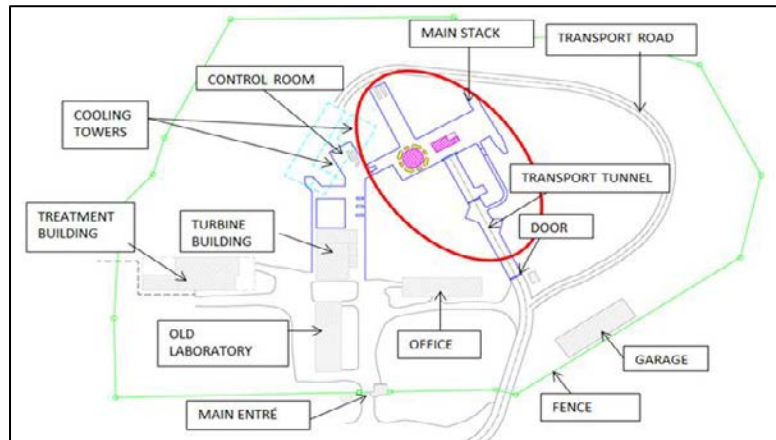 MAIN STACK
TRANSPORT ROAD
CONTROL ROOM
COOLING
TOWERS
TRANSPORT TUNNEL
TREATMENT
BUILDING
TURBINE
BUILDING
DOOR
OLD
LABORATORY
OFFICE
GARAGE
MAIN ENTRÉ
FENCE